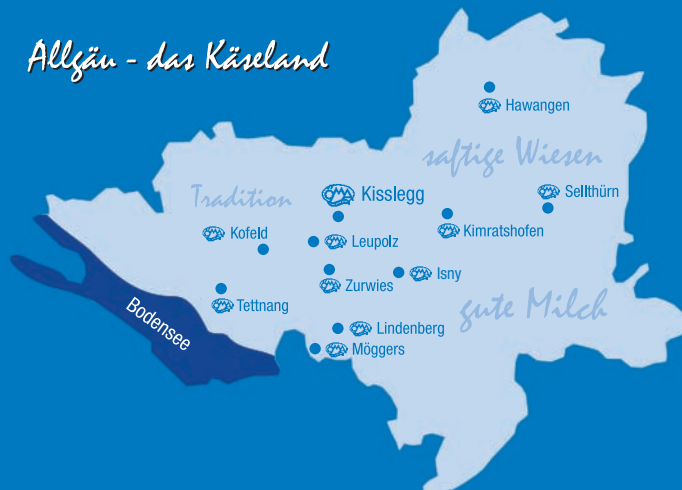 Allgäu - das Käseland
Hawangen
saftige Wiesen
Tradition
OMA Kisslegg
Sellthürn
Kofeld
Leupolz
Kimratshofen
Isny
Zurwies
Tettnang
gute Milch
Bodensee
Lindenberg
Möggers